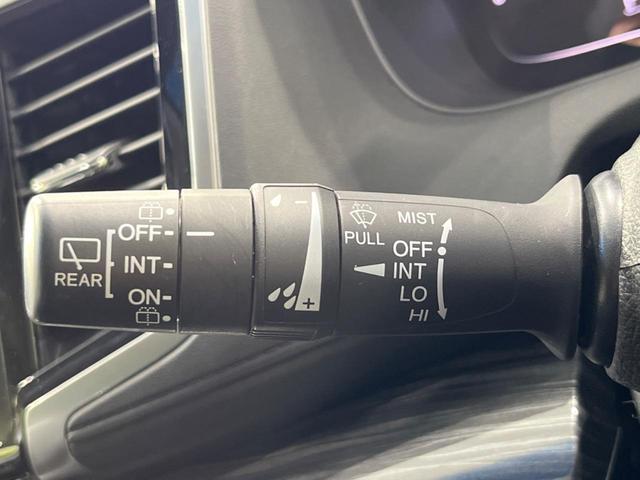 REAR
OFF
INT
ON
−
+
PULL
MIST
OFF
INT
LO
HI